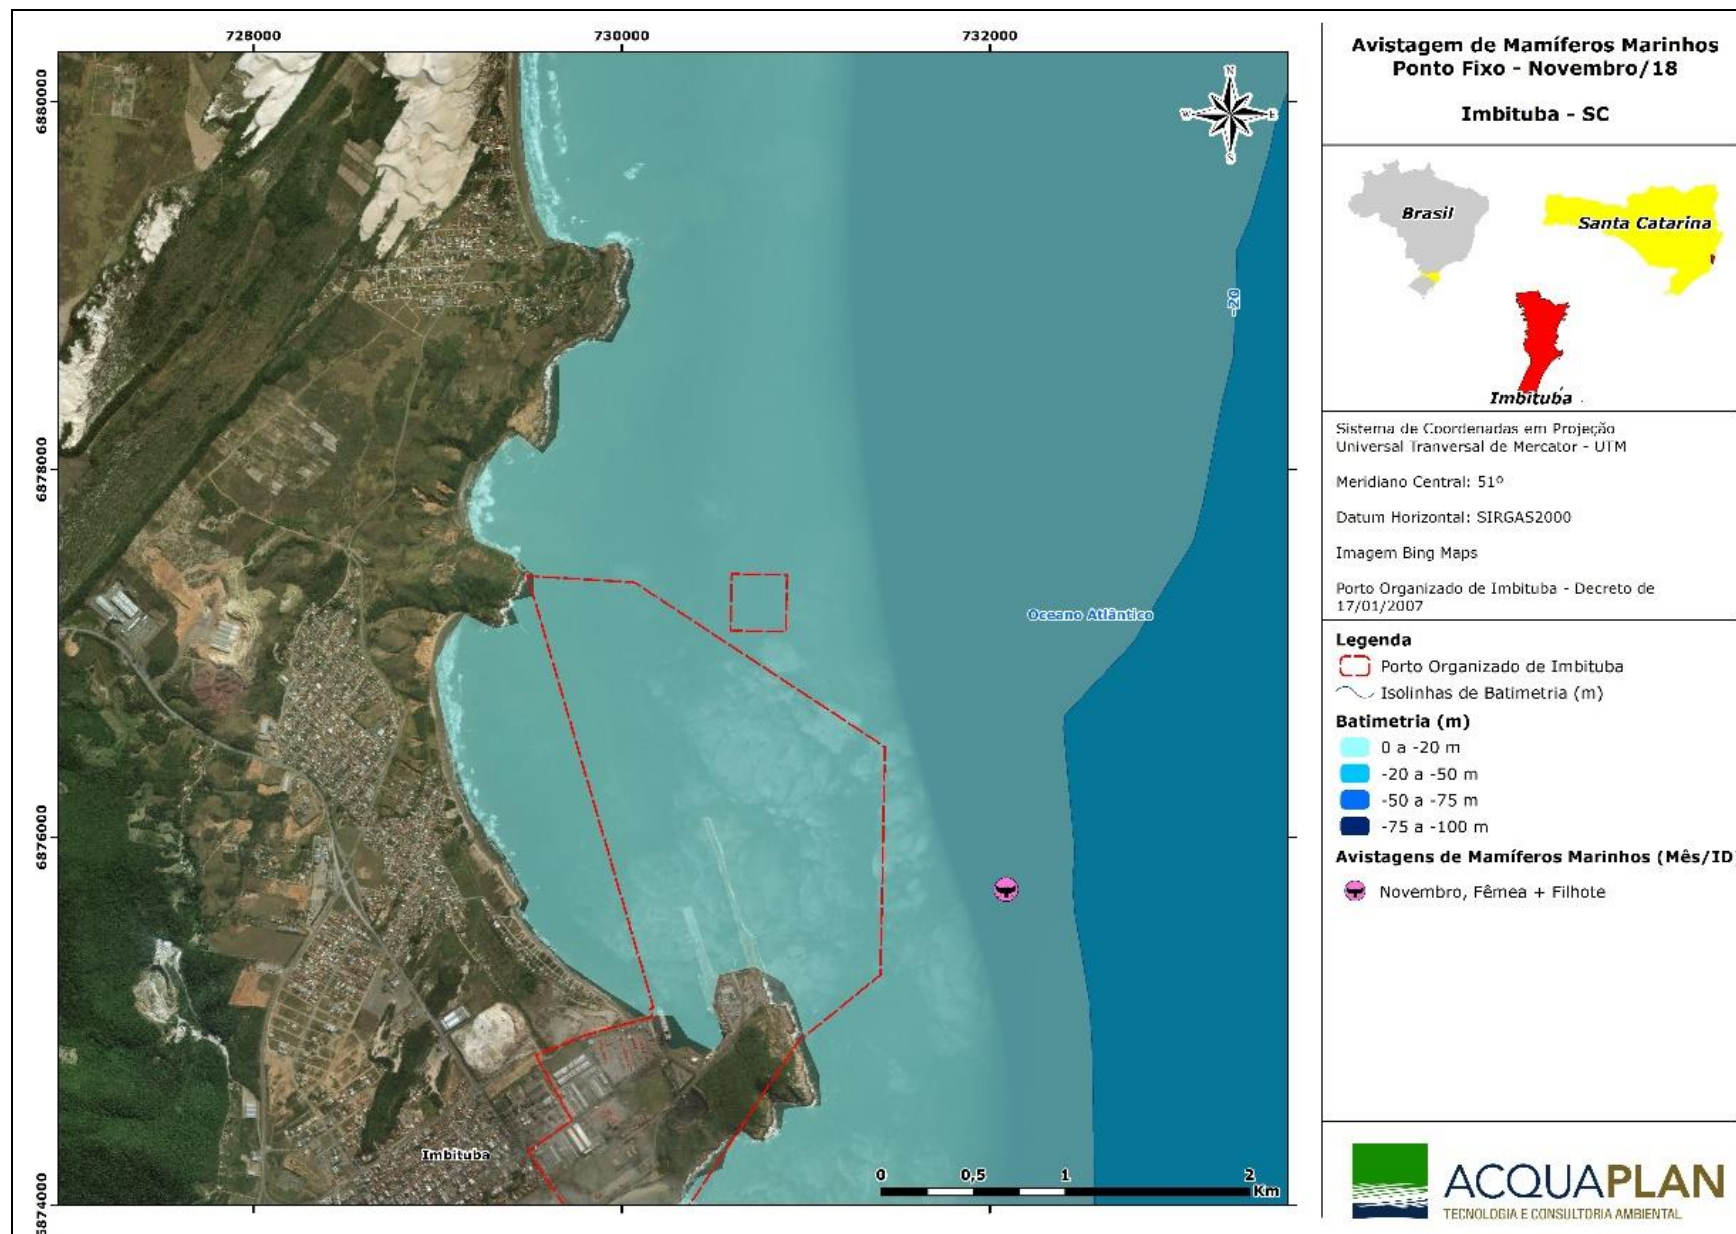 728000
730000
732000
6880000
6878000
6876000
6874000
N
W
E
S
-20
Oceano Atlântico
Imbituba
0
0,5
1
2
Km
Avistagem de Mamíferos Marinhos
Ponto Fixo - Novembro/18
Imbituba - SC
Brasil
Santa Catarina
Imbituba
Sistema de Coordenadas em Projeção
Universal Tranversal de Mercator - UTM
Meridiano Central: 51º
Datum Horizontal: SIRGAS2000
Imagem Bing Maps
Porto Organizado de Imbituba - Decreto de
17/01/2007
Legenda
Porto Organizado de Imbituba
Isolinhas de Batimetria (m)
Batimetria (m)
0 a -20 m
-20 a -50 m
-50 a -75 m
-75 a -100 m
Avistagens de Mamíferos Marinhos (Mês/ID)
Novembro, Fêmea + Filhote
ACQUAPLAN
TECNOLOGIA E CONSULTORIA AMBIENTAL